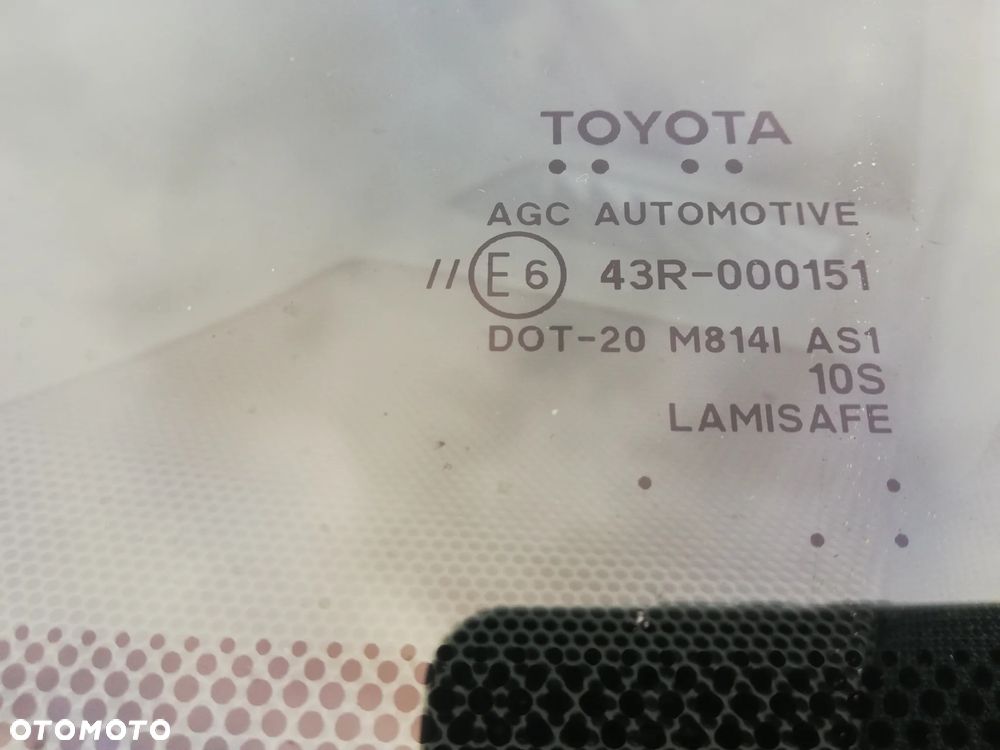 TOYOTA
AGC AUTOMOTIVE
// E6 43R-000151
DOT-20 M814I AS1
10S
LAMISAFE
OTOMOTO